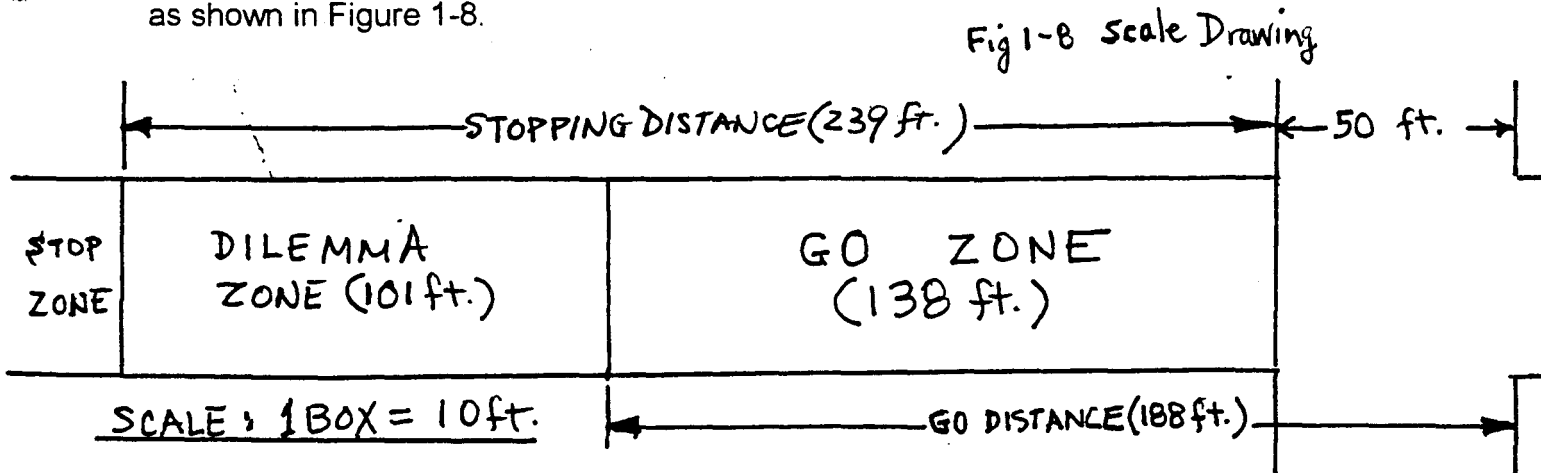 as shown in Figure 1-8.
Fig 1-8 Scale Drawing
STOPPING DISTANCE (239 ft.)
50 ft.
STOP
ZONE
DILEMMA
ZONE (101 ft.)
GO ZONE
(138 ft.)
SCALE : 1 BOX = 10 ft.
GO DISTANCE (188 ft.)